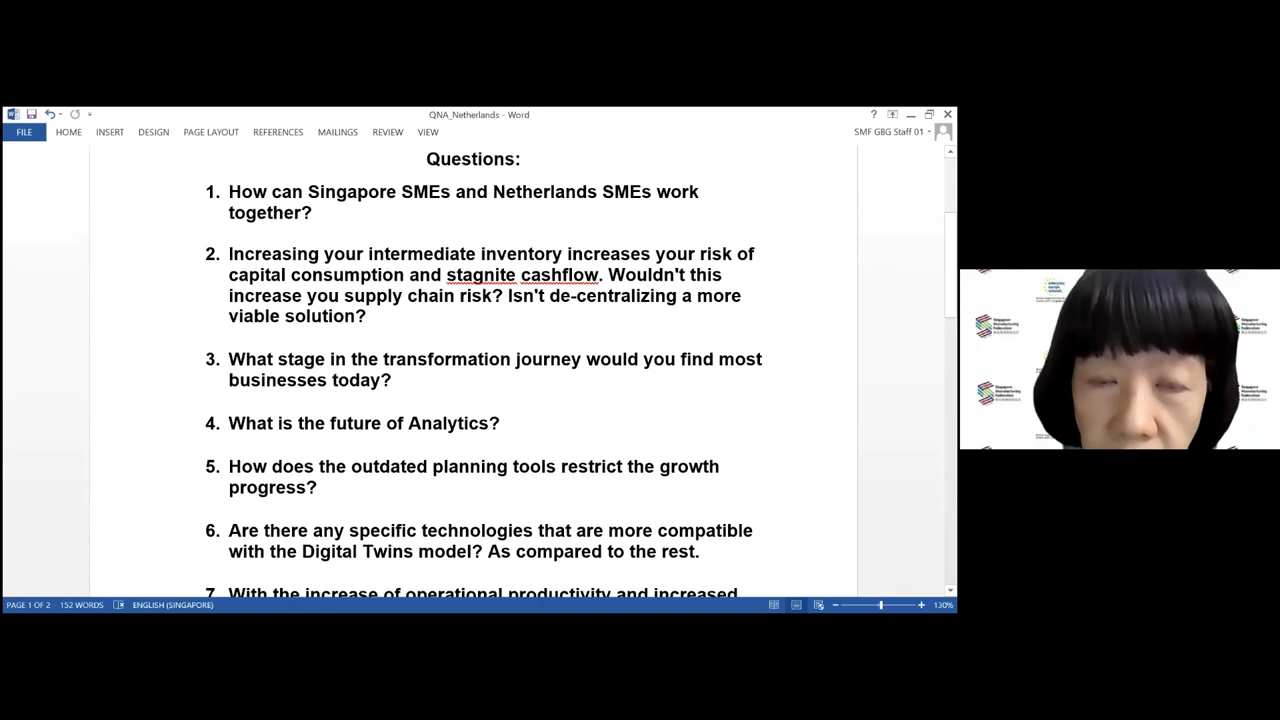 QNA_Netherlands - Word
FILE HOME INSERT DESIGN PAGE LAYOUT REFERENCES MAILINGS REVIEW VIEW
SMF GBG Staff 01
Questions:
1. How can Singapore SMEs and Netherlands SMEs work
together?
2. Increasing your intermediate inventory increases your risk of
capital consumption and stagnite cashflow. Wouldn't this
increase you supply chain risk? Isn't de-centralizing a more
viable solution?
3. What stage in the transformation journey would you find most
businesses today?
4. What is the future of Analytics?
5. How does the outdated planning tools restrict the growth
progress?
6. Are there any specific technologies that are more compatible
with the Digital Twins model? As compared to the rest.
7. With the increase of operational productivity and increased
PAGE 1 OF 2 152 WORDS ENGLISH (SINGAPORE)
130%
Singapore
Manufacturing
Federation
Singapore
Manufacturing
Federation